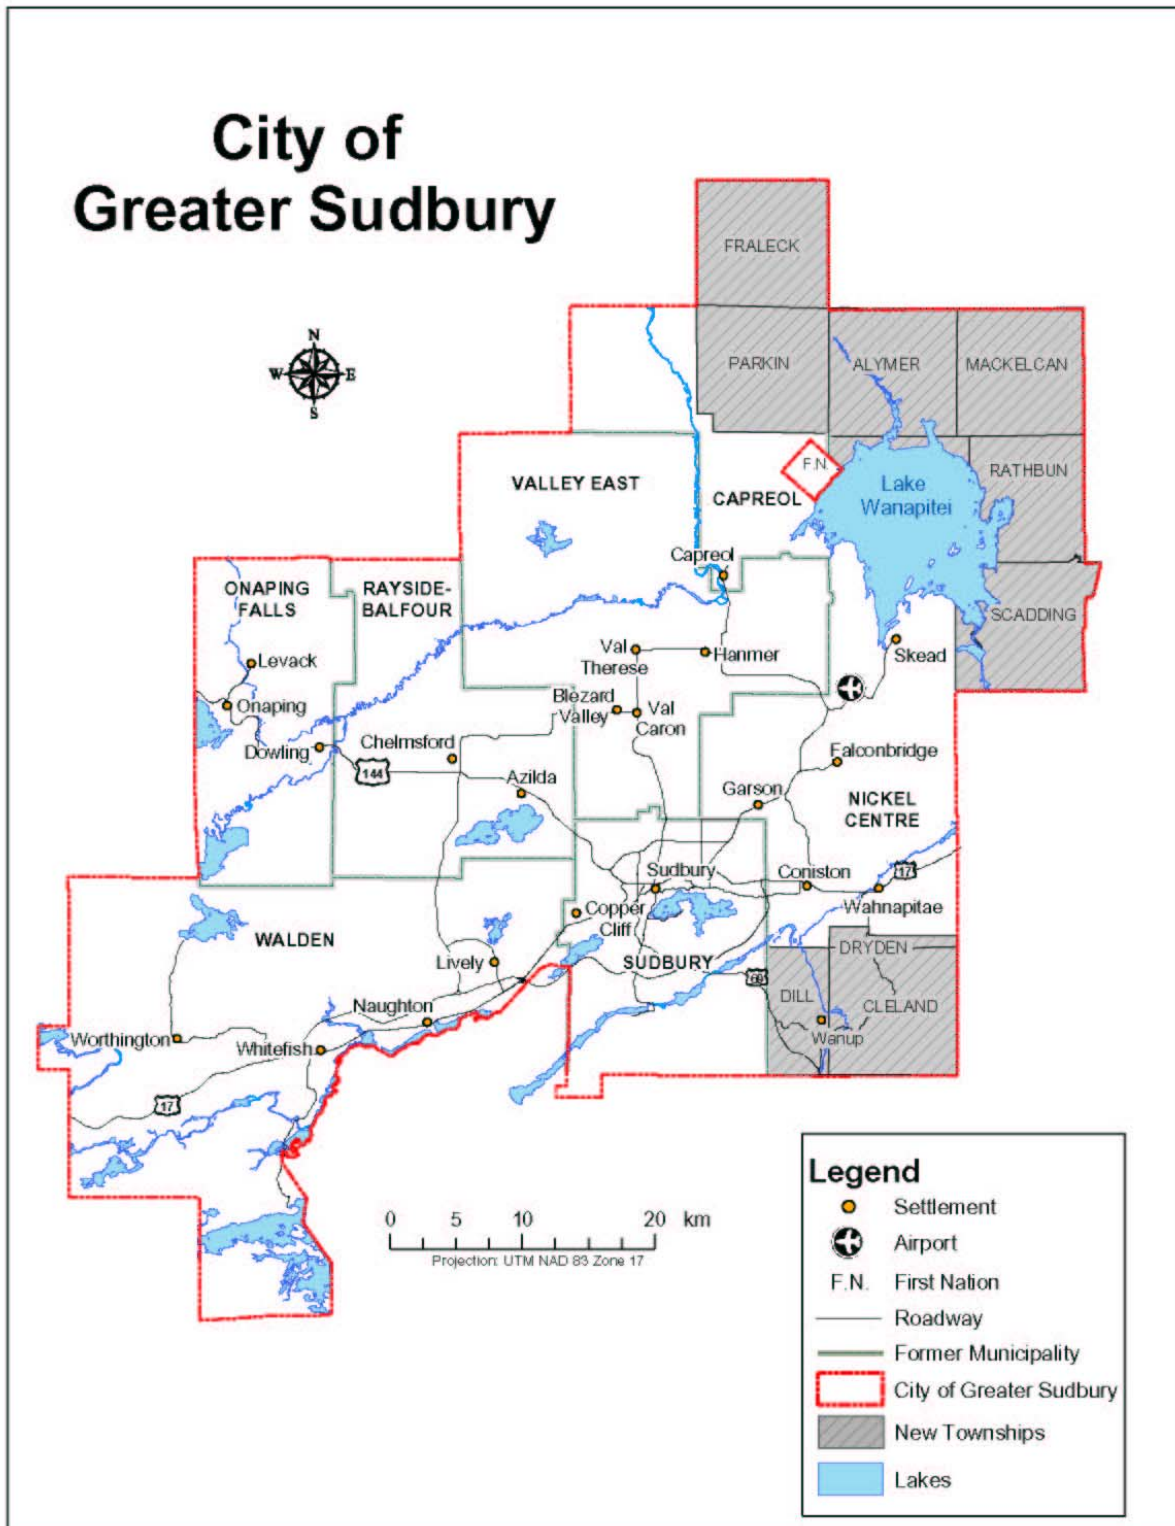 City of
Greater Sudbury
N
W E
S
FRALECK
PARKIN
ALYMER
MACKELCAN
F.N.
RATHBUN
Lake
Wanapitei
VALLEY EAST
CAPREOL
Capreol
ONAPING
FALLS
RAYSIDE-
BALFOUR
SCADDING
Levack
Val
Therese
Hanmer
Skead
Onaping
Blezard
Valley
Val
Caron
Dowling
144
Chelmsford
Azilda
Falconbridge
Garson
NICKEL
CENTRE
Sudbury
Coniston
17
Wahnapitae
Copper
Cliff
WALDEN
Lively
SUDBURY
69
DRYDEN
DILL
CLELAND
Wanup
Naughton
Worthington
Whitefish
17
0 5 10 20 km
Projection: UTM NAD 83 Zone 17
Legend
Settlement
Airport
F.N. First Nation
Roadway
Former Municipality
City of Greater Sudbury
New Townships
Lakes